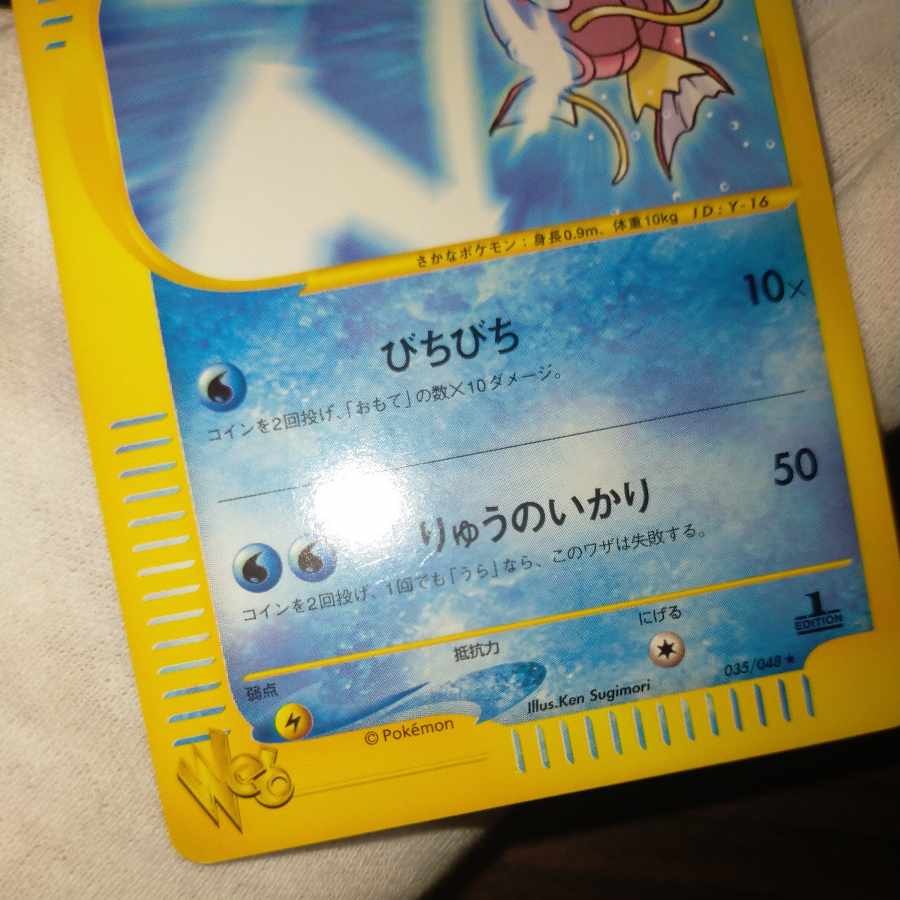 さかなポケモン：身長0.9m、体重10kg ID:Y-16
びちびち 10×
コインを2回投げ、「おもて」の数×10ダメージ。
りゅうのいかり 50
コインを2回投げ、1回でも「うら」なら、このワザは失敗する。
弱点 抵抗力 にげる
1 EDITION
Illus.Ken Sugimori 035/048 ★
©Pokémon
Web